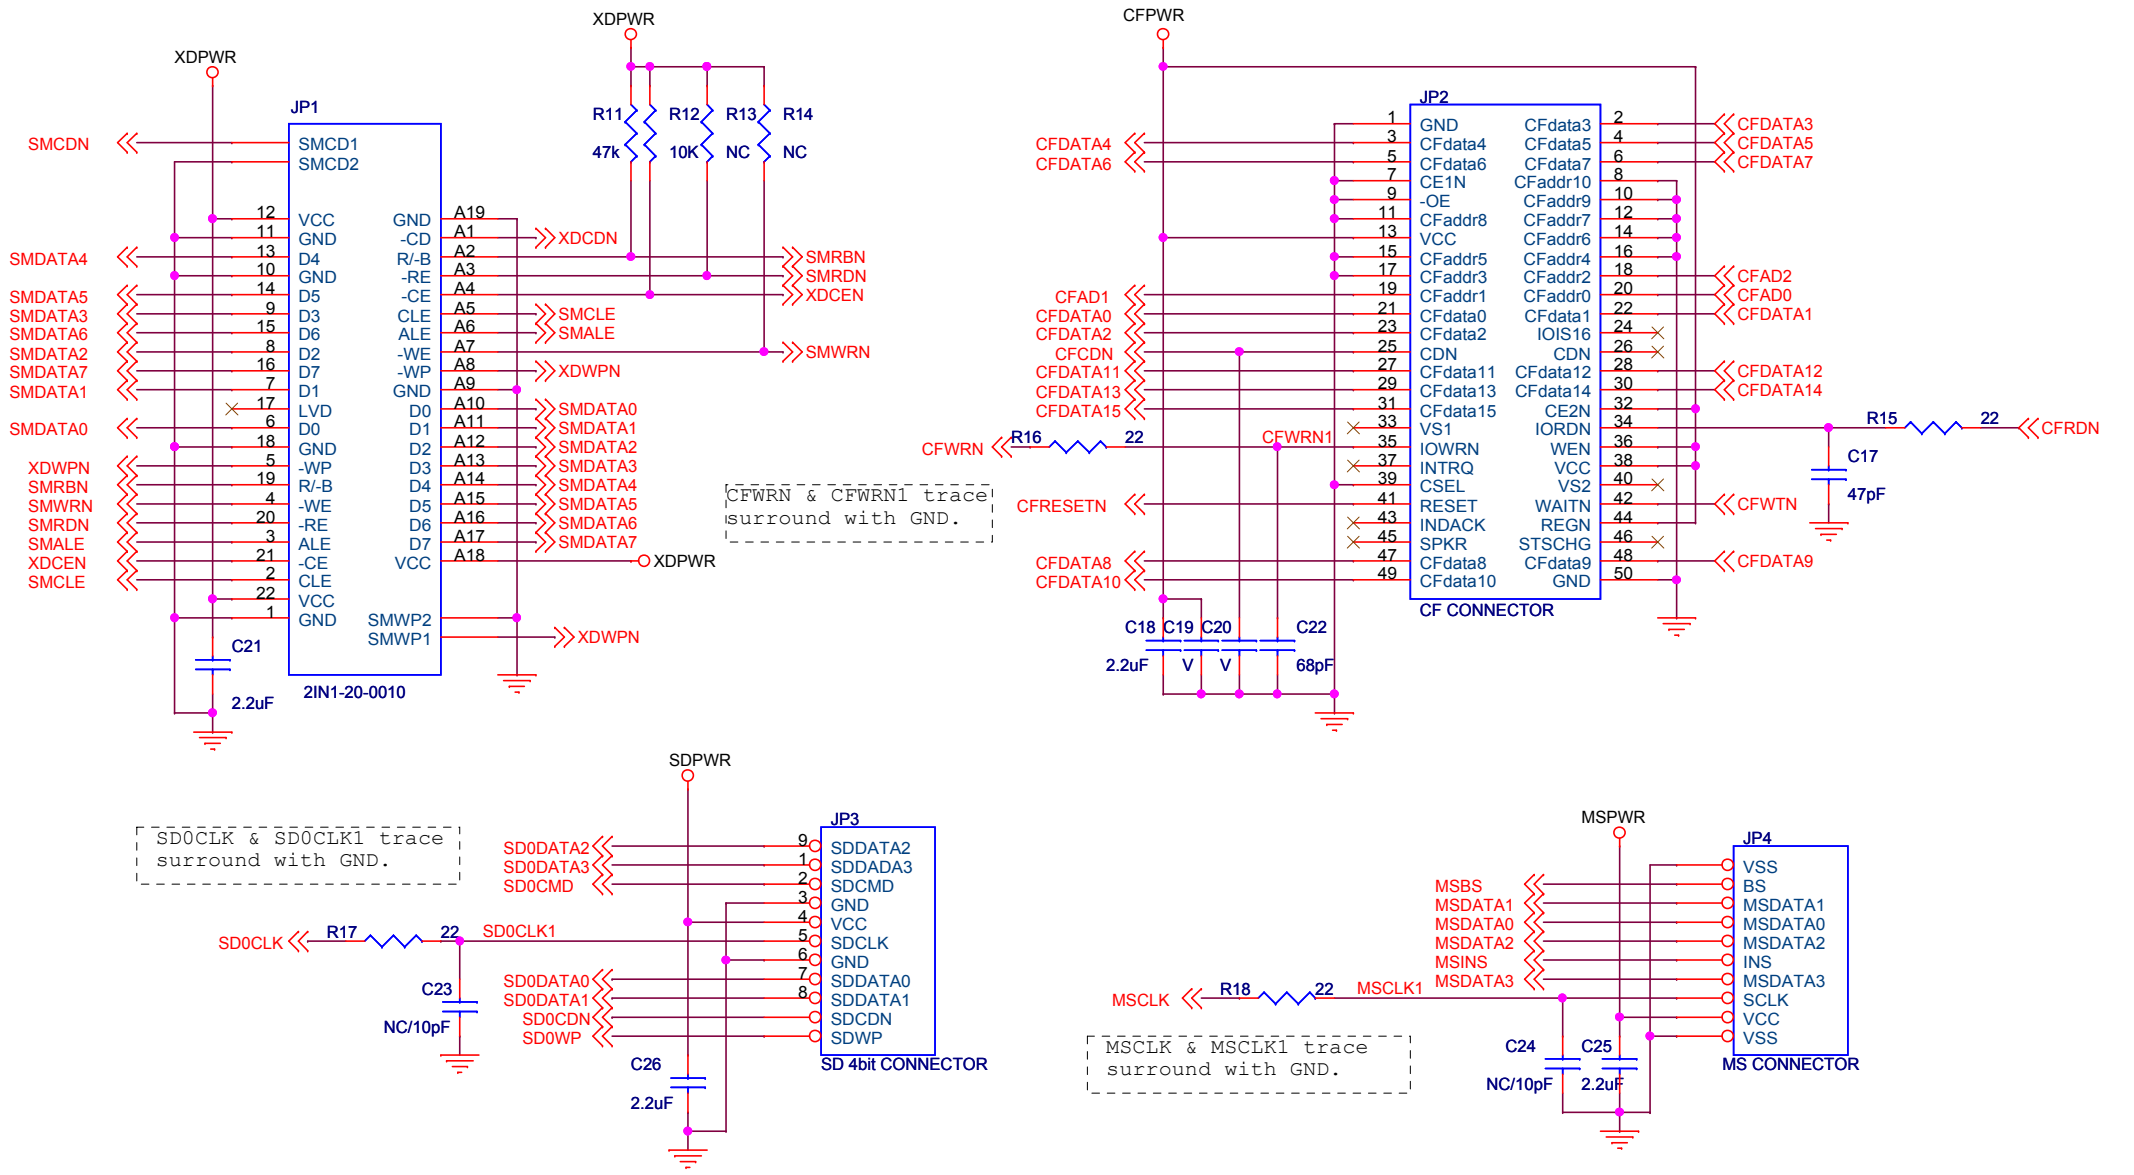 XDPWR
JP1
SMCDN
SMCD1
SMCD2
12 VCC
11 GND
SMDATA4 13 D4
10 GND
SMDATA5 14 D5
SMDATA3 9 D3
SMDATA6 15 D6
SMDATA2 8 D2
SMDATA7 16 D7
SMDATA1 7 D1
17 LVD
SMDATA0 6 D0
18 GND
XDWPN 5 -WP
SMRBN 19 R/-B
SMWRN 4 -WE
SMRDN 20 -RE
SMALE 3 ALE
XDCEN 21 -CE
SMCLE 2 CLE
22 VCC
1 GND
C21
2.2uF
GND A19
-CD A1 XDCDN
R/-B A2 SMRBN
-RE A3 SMRDN
-CE A4 XDCEN
CLE A5 SMCLE
ALE A6 SMALE
-WE A7 SMWRN
-WP A8 XDWPN
GND A9
D0 A10 SMDATA0
D1 A11 SMDATA1
D2 A12 SMDATA2
D3 A13 SMDATA3
D4 A14 SMDATA4
D5 A15 SMDATA5
D6 A16 SMDATA6
D7 A17 SMDATA7
VCC A18 XDPWR
SMWP2
SMWP1 XDWPN
2IN1-20-0010
XDPWR
R11 R12 R13 R14
47k 10K NC NC
CFPWR
JP2
1 GND
CFDATA4 3 CFdata4
CFDATA6 5 CFdata6
7 CE1N
9 -OE
11 CFaddr8
13 VCC
15 CFaddr5
17 CFaddr3
CFAD1 19 CFaddr1
CFDATA0 21 CFdata0
CFDATA2 23 CFdata2
CFCDN 25 CDN
CFDATA11 27 CFdata11
CFDATA13 29 CFdata13
CFDATA15 31 CFdata15
33 VS1
CFWRN R16 22 CFWRN1 35 IOWRN
37 INTRQ
39 CSEL
CFRESETN 41 RESET
43 INDACK
45 SPKR
CFDATA8 47 CFdata8
CFDATA10 49 CFdata10
CFdata3 2 CFDATA3
CFdata5 4 CFDATA5
CFdata7 6 CFDATA7
CFaddr10 8
CFaddr9 10
CFaddr7 12
CFaddr6 14
CFaddr4 16
CFaddr2 18 CFAD2
CFaddr0 20 CFAD0
CFdata1 22 CFDATA1
IOIS16 24
CDN 26
CFdata12 28 CFDATA12
CFdata14 30 CFDATA14
CE2N 32
IORDN 34 R15 22 CFRDN
WEN 36
VCC 38
VS2 40
WAITN 42 CFWTN
REGN 44
STSCHG 46
CFdata9 48 CFDATA9
GND 50
C17
47pF
CF CONNECTOR
CFWRN & CFWRN1 trace
surround with GND.
C18 C19 C20 C22
2.2uF V V 68pF
SD0CLK & SD0CLK1 trace
surround with GND.
SDPWR
JP3
SD0DATA2 9 SDDATA2
SD0DATA3 1 SDDADA3
SD0CMD 2 SDCMD
3 GND
4 VCC
SD0CLK R17 22 SD0CLK1 5 SDCLK
6 GND
SD0DATA0 7 SDDATA0
SD0DATA1 8 SDDATA1
SD0CDN SDCDN
SD0WP SDWP
C23
NC/10pF
C26
2.2uF
SD 4bit CONNECTOR
MSPWR
JP4
VSS
MSBS BS
MSDATA1 MSDATA1
MSDATA0 MSDATA0
MSDATA2 MSDATA2
MSINS INS
MSDATA3 MSDATA3
MSCLK R18 22 MSCLK1 SCLK
VCC
VSS
MSCLK & MSCLK1 trace
surround with GND.
C24 C25
NC/10pF 2.2uF
MS CONNECTOR